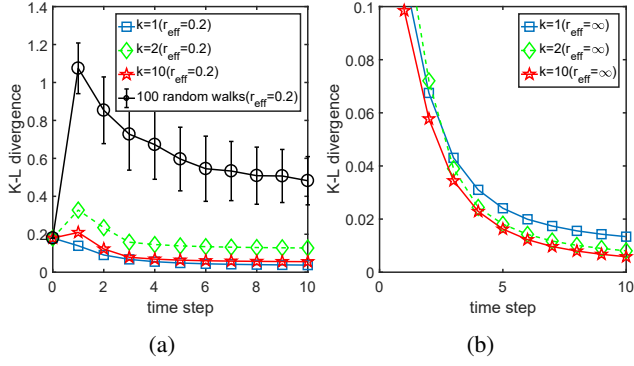 1.4
1.2
1
0.8
0.6
0.4
0.2
0
K-L divergence
k=1(r_eff=0.2)
k=2(r_eff=0.2)
k=10(r_eff=0.2)
100 random walks(r_eff=0.2)
0 2 4 6 8 10
time step
(a)
0.1
0.08
0.06
0.04
0.02
0
K-L divergence
k=1(r_eff=∞)
k=2(r_eff=∞)
k=10(r_eff=∞)
0 5 10
time step
(b)